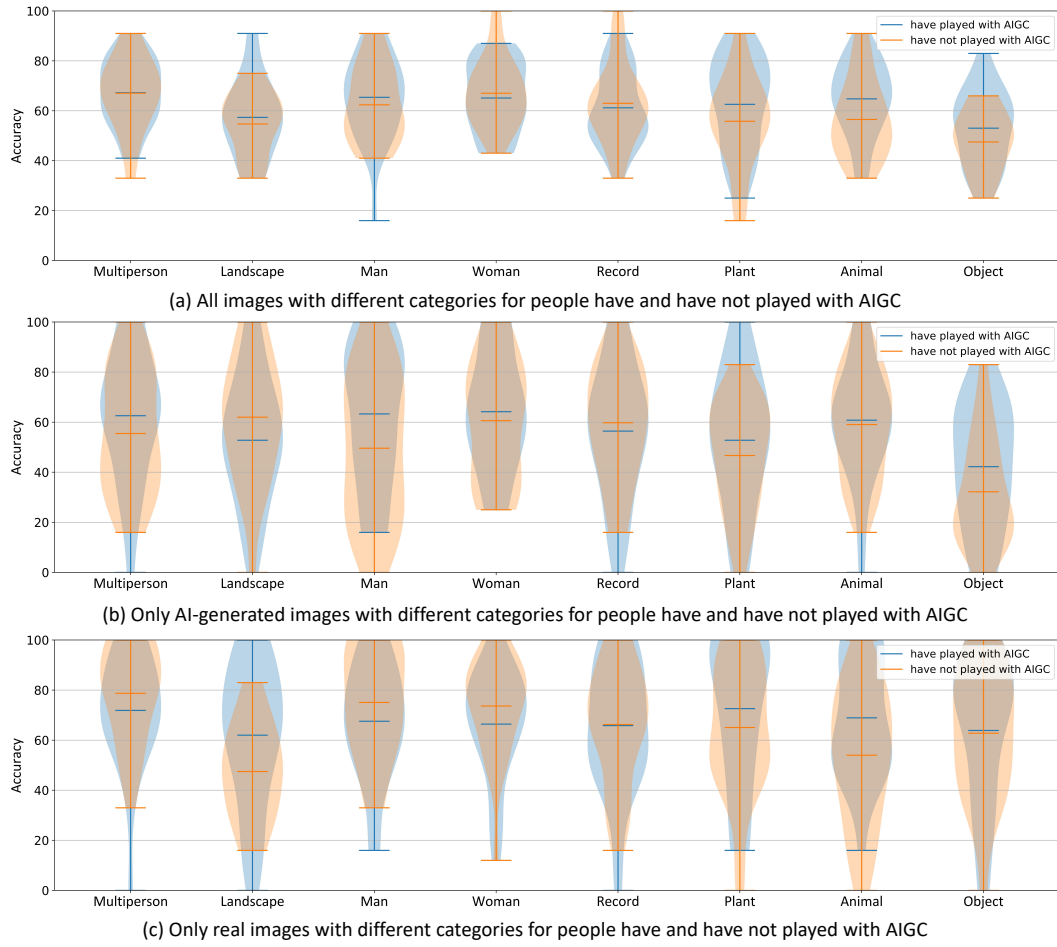 100
80
60
40
20
0
Accuracy
have played with AIGC
have not played with AIGC
Multiperson Landscape Man Woman Record Plant Animal Object
(a) All images with different categories for people have and have not played with AIGC
100
80
60
40
20
0
Accuracy
have played with AIGC
have not played with AIGC
Multiperson Landscape Man Woman Record Plant Animal Object
(b) Only AI-generated images with different categories for people have and have not played with AIGC
100
80
60
40
20
0
Accuracy
have played with AIGC
have not played with AIGC
Multiperson Landscape Man Woman Record Plant Animal Object
(c) Only real images with different categories for people have and have not played with AIGC